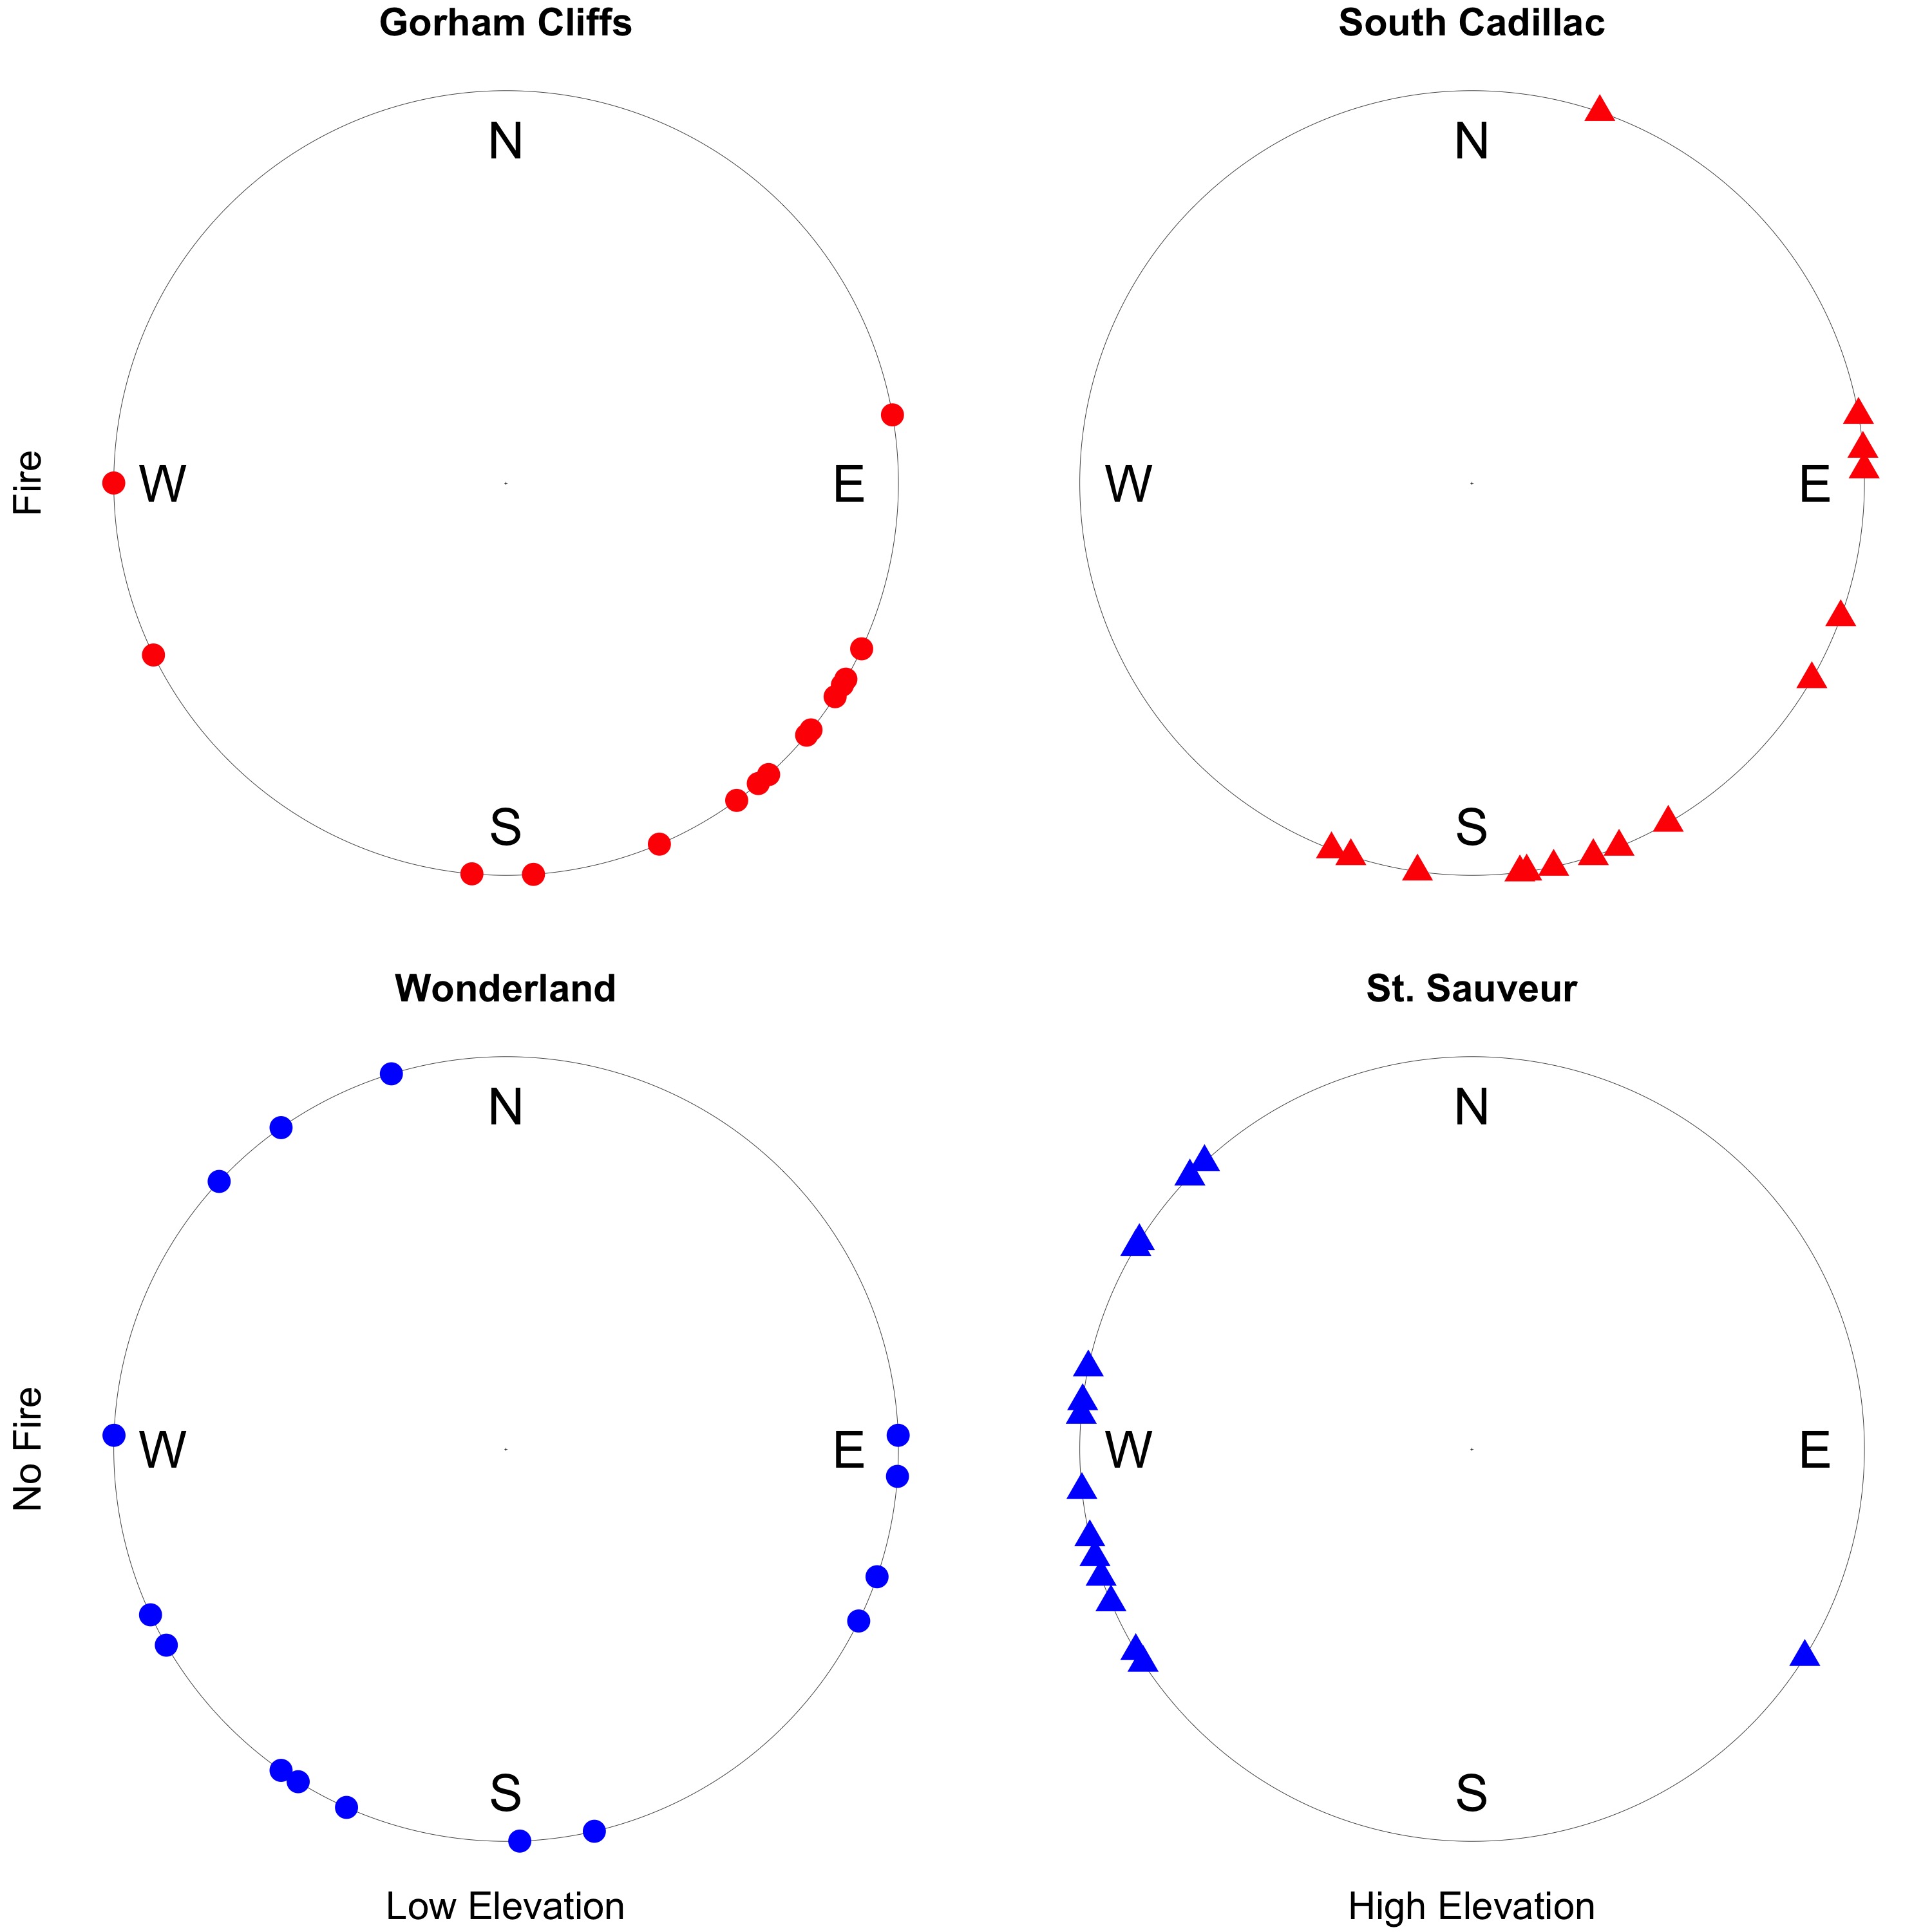 Gorham Cliffs
South Cadillac
N
N
Fire
W
E
W
E
S
S
Wonderland
St. Sauveur
N
N
No Fire
W
E
W
E
S
S
Low Elevation
High Elevation